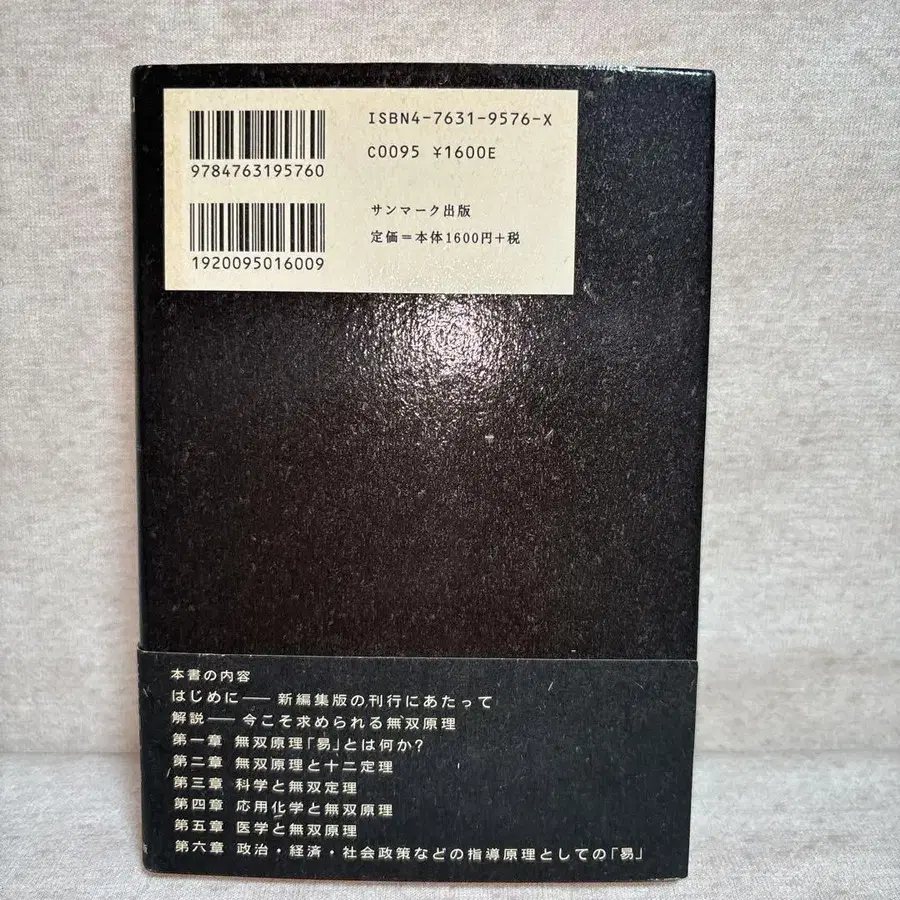 ISBN4-7631-9576-X
C0095 ¥1600E
9784763195760
サンマーク出版
定価＝本体1600円＋税
1920095016009
本書の内容
はじめに── 新編集版の刊行にあたって
解説── 今こそ求められる無双原理
第一章 無双原理「易」とは何か？
第二章 無双原理と十二定理
第三章 科学と無双定理
第四章 応用化学と無双原理
第五章 医学と無双原理
第六章 政治・経済・社会政策などの指導原理としての「易」